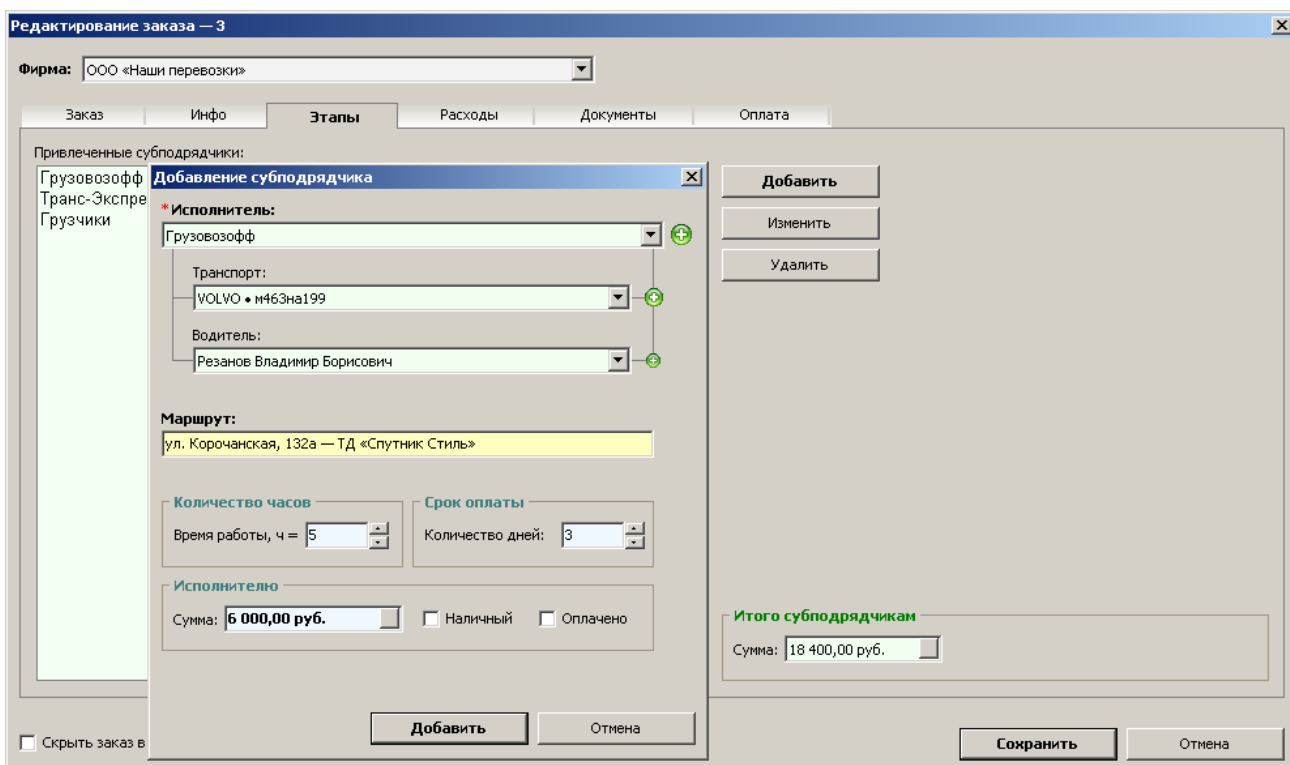 Редактирование заказа — 3
Фирма: ООО «Наши перевозки»
Заказ Инфо Этапы Расходы Документы Оплата
Привлеченные субподрядчики:
Грузовозофф
Транс-Экспре
Грузчики
Добавление субподрядчика
*Исполнитель:
Грузовозофф
Транспорт:
VOLVO • м463на199
Водитель:
Резанов Владимир Борисович
Маршрут:
ул. Корочанская, 132а — ТД «Спутник Стиль»
Количество часов
Время работы, ч = 5
Срок оплаты
Количество дней: 3
Исполнителю
Сумма: 6 000,00 руб. Наличный Оплачено
Добавить Отмена
Добавить
Изменить
Удалить
Итого субподрядчикам
Сумма: 18 400,00 руб.
Скрыть заказ в
Сохранить Отмена